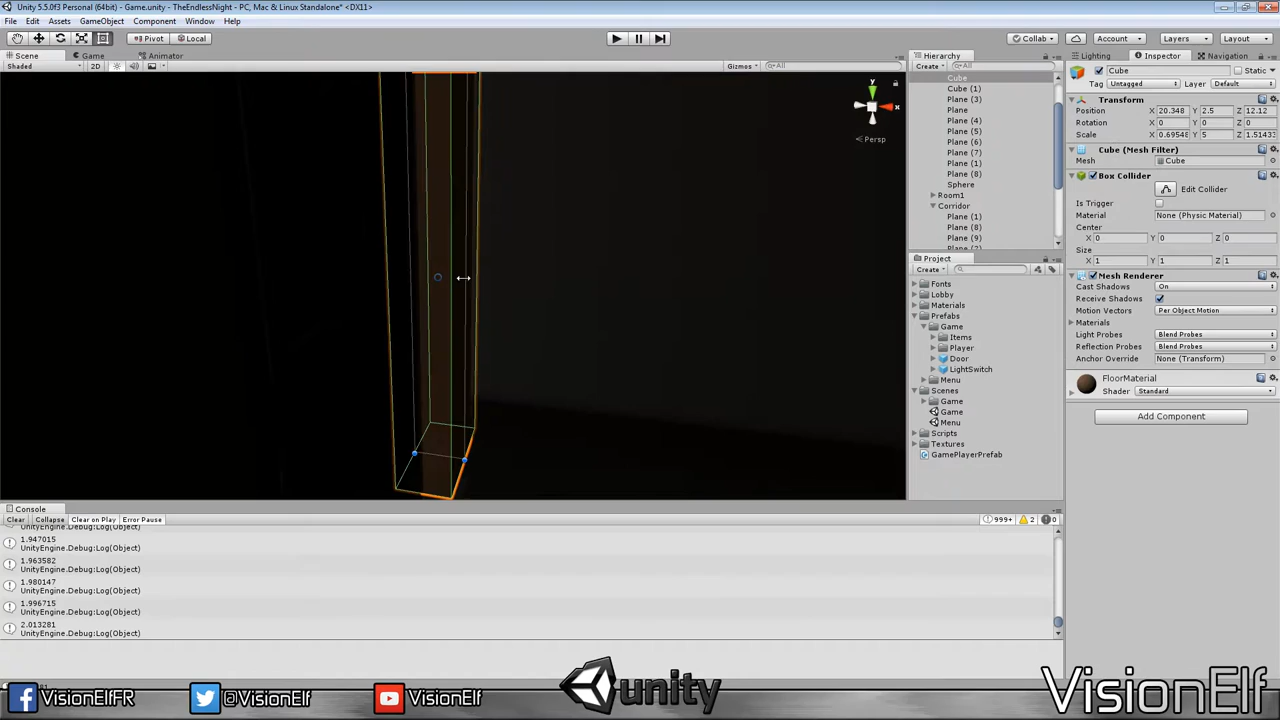 Unity 5.5.0f3 Personal (64bit) - Game.unity - TheEndlessNight - PC, Mac & Linux Standalone* <DX11>
File Edit Assets GameObject Component Window Help
Pivot Local Collab Account Layers Layout
Scene Game Animator
Shaded 2D Gizmos All
y
x
Persp
Hierarchy
Create All
Cube
Cube (1)
Plane (3)
Plane
Plane (4)
Plane (5)
Plane (6)
Plane (7)
Plane (1)
Plane (8)
Sphere
Room1
Corridor
Plane (1)
Plane (8)
Plane (9)
Project
Create
Fonts
Lobby
Materials
Prefabs
Game
Items
Player
Door
LightSwitch
Menu
Scenes
Game
Game
Menu
Scripts
Textures
GamePlayerPrefab
Lighting Inspector Navigation
Cube Static
Tag Untagged Layer Default
Transform
Position X 20.348 Y 2.5 Z 12.12
Rotation X 0 Y 0 Z 0
Scale X 0.69548 Y 5 Z 1.51433
Cube (Mesh Filter)
Mesh Cube
Box Collider
Edit Collider
Is Trigger
Material None (Physic Material)
Center
X 0 Y 0 Z 0
Size
X 1 Y 1 Z 1
Mesh Renderer
Cast Shadows On
Receive Shadows
Motion Vectors Per Object Motion
Materials
Light Probes Blend Probes
Reflection Probes Blend Probes
Anchor Override None (Transform)
FloorMaterial
Shader Standard
Add Component
Console
Clear Collapse Clear on Play Error Pause 999+ 2 0
UnityEngine.Debug:Log(Object)
1.947015
UnityEngine.Debug:Log(Object)
1.963582
UnityEngine.Debug:Log(Object)
1.980147
UnityEngine.Debug:Log(Object)
1.996715
UnityEngine.Debug:Log(Object)
2.013281
UnityEngine.Debug:Log(Object)
VisionElfFR @VisionElf VisionElf unity VisionElf